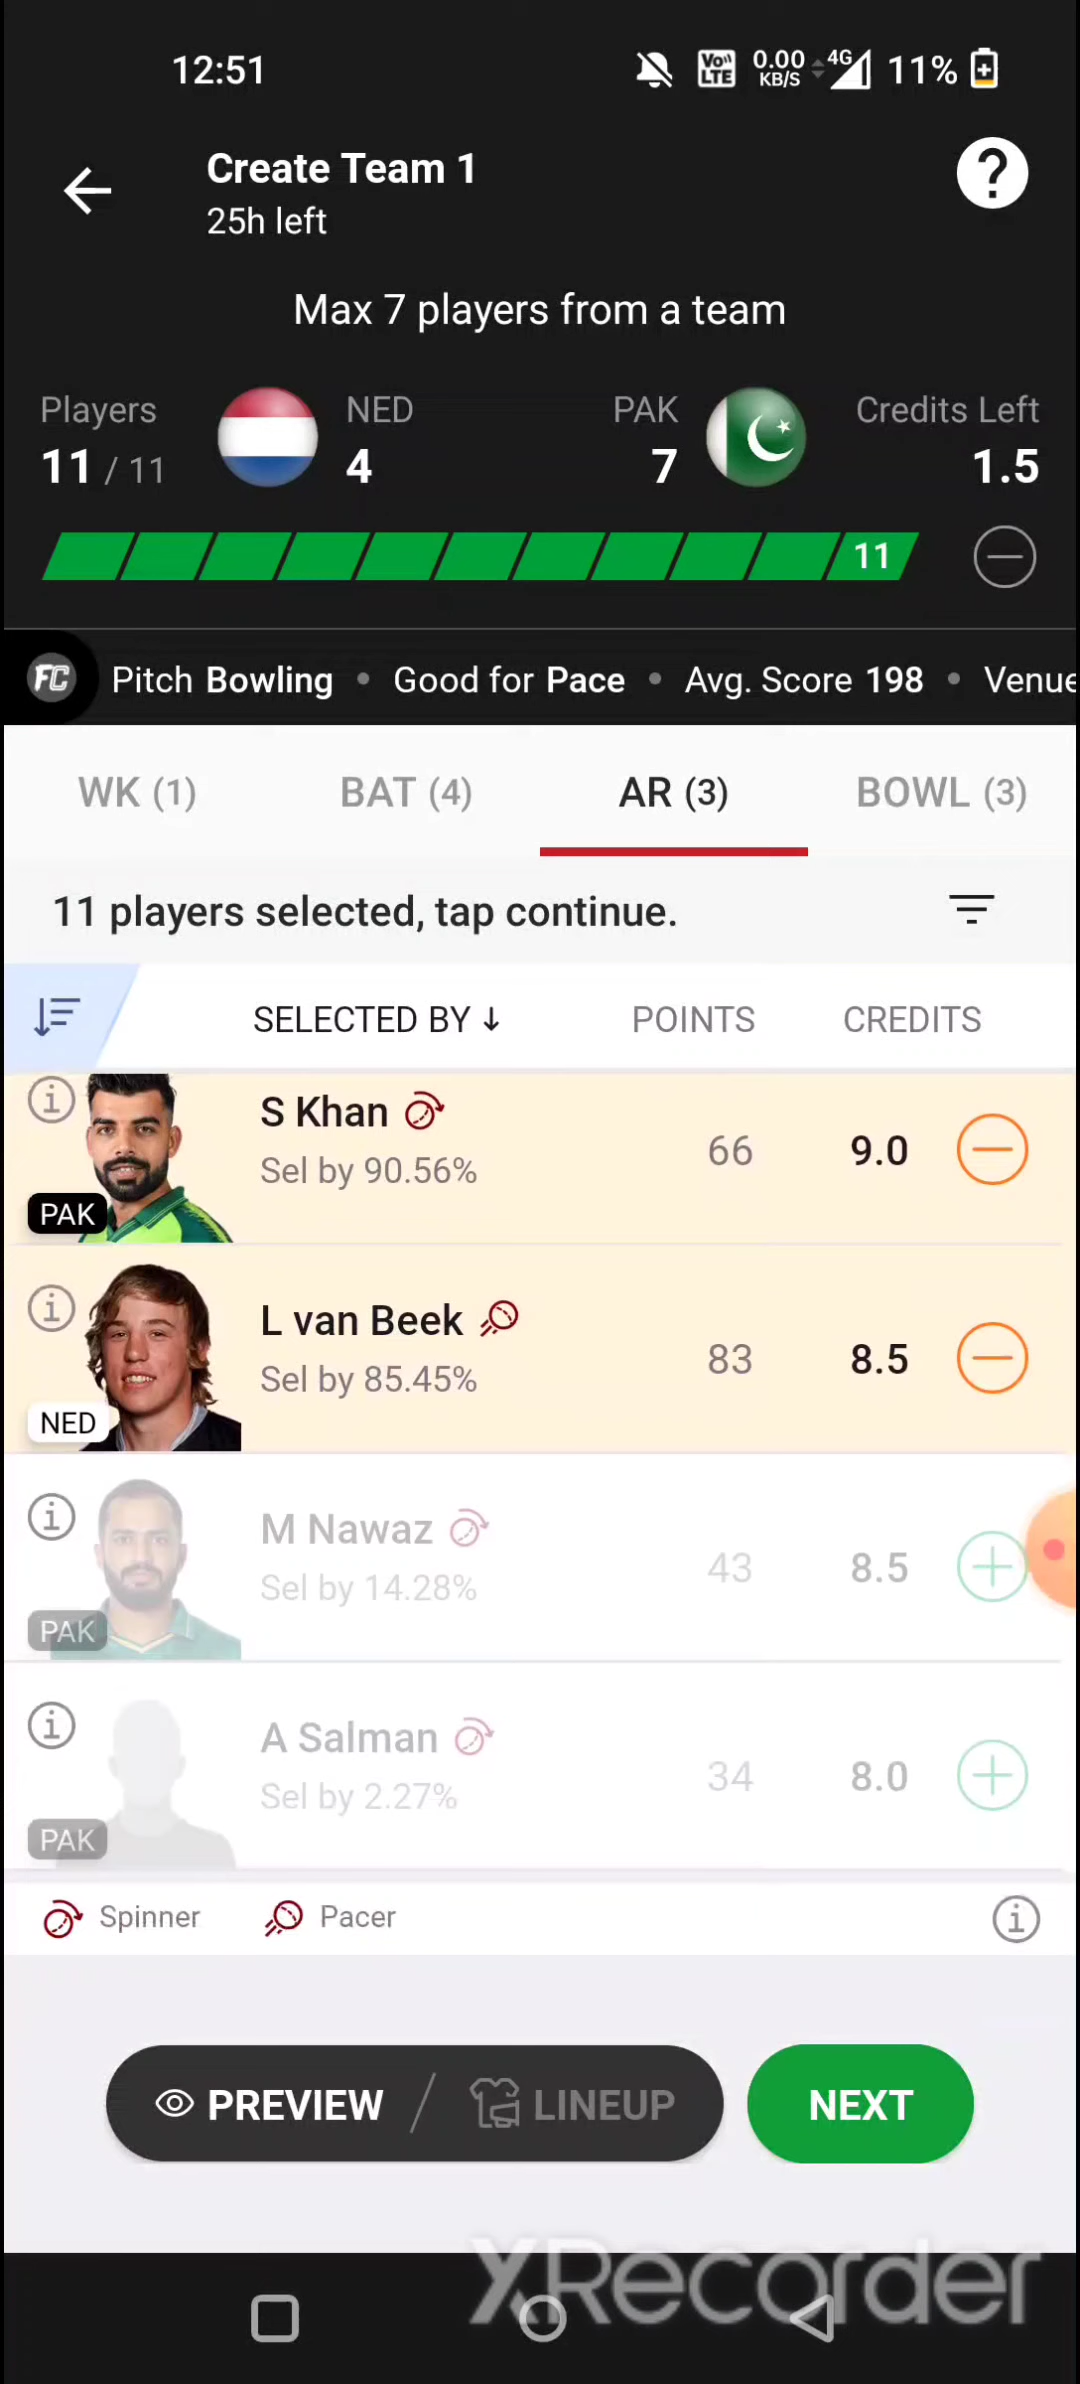 12:51
Vo)) LTE 0.00 KB/S 4G 11%
Create Team 1
25h left
?
Max 7 players from a team
Players NED PAK Credits Left
11 / 11 4 7 1.5
11
FC Pitch Bowling • Good for Pace • Avg. Score 198 • Venue
WK (1) BAT (4) AR (3) BOWL (3)
11 players selected, tap continue.
SELECTED BY ↓ POINTS CREDITS
S Khan
Sel by 90.56% 66 9.0
PAK
L van Beek
Sel by 85.45% 83 8.5
NED
M Nawaz
Sel by 14.28% 43 8.5
PAK
A Salman
Sel by 2.27% 34 8.0
PAK
Spinner Pacer
PREVIEW / LINEUP NEXT
XRecorder